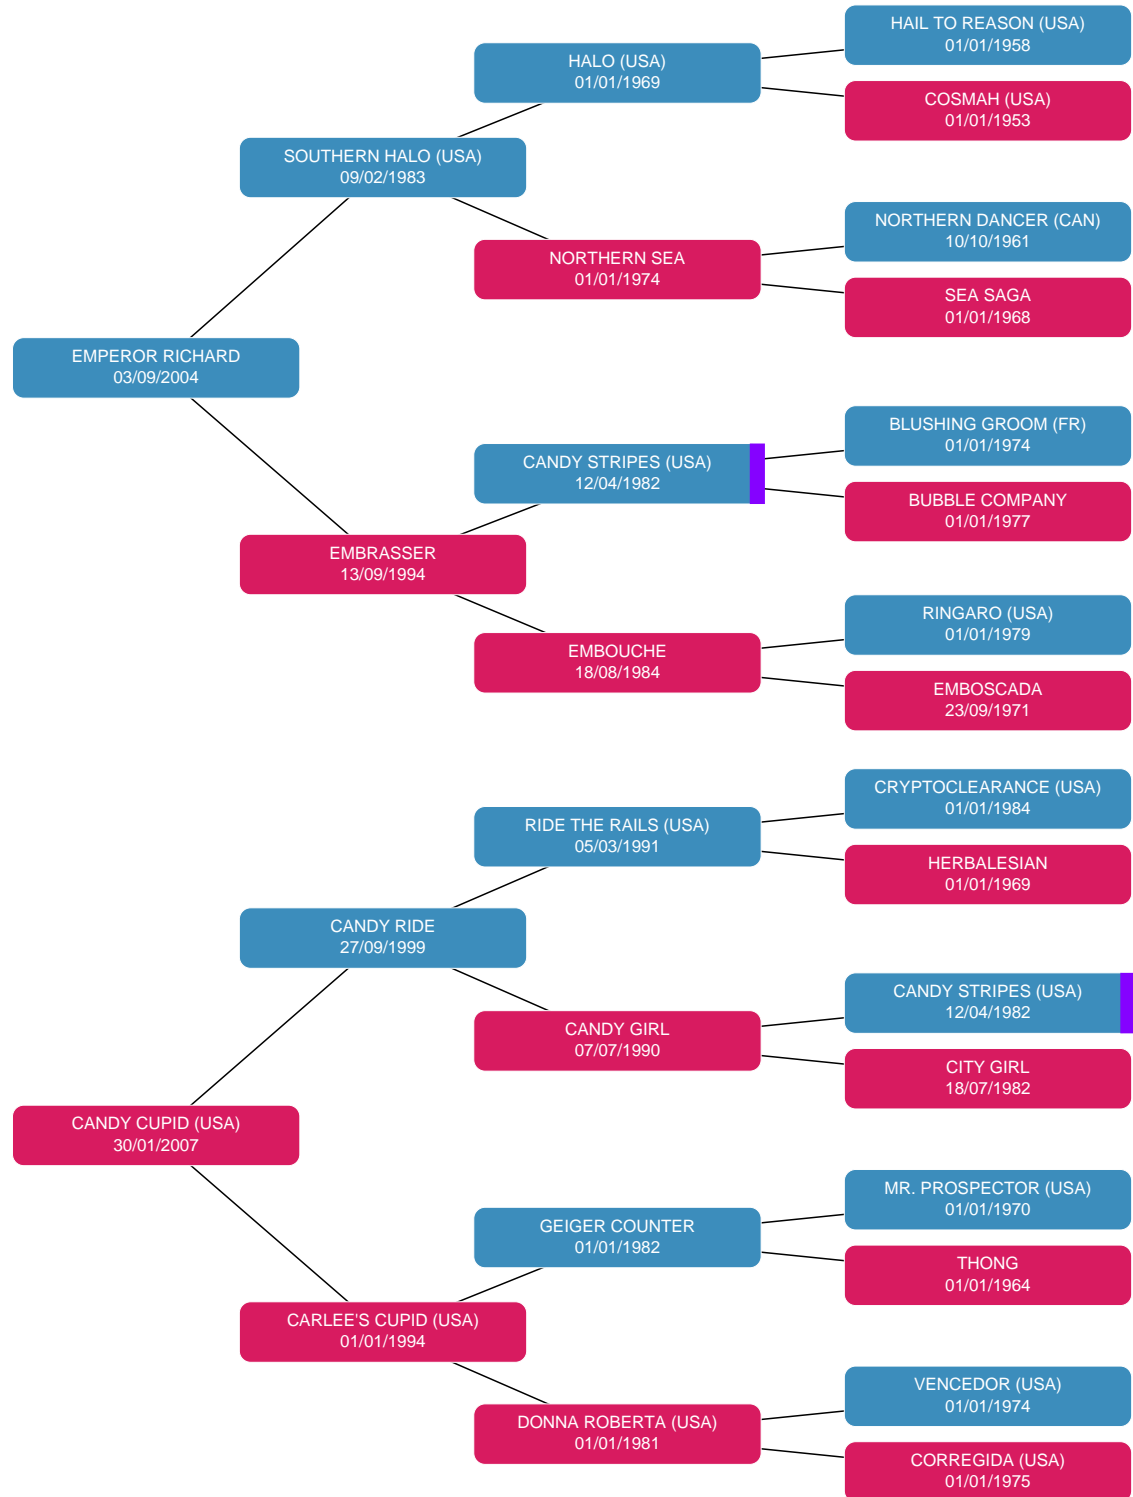 HAIL TO REASON (USA)
01/01/1958
HALO (USA)
01/01/1969
COSMAH (USA)
01/01/1953
SOUTHERN HALO (USA)
09/02/1983
NORTHERN DANCER (CAN)
10/10/1961
NORTHERN SEA
01/01/1974
SEA SAGA
01/01/1968
EMPEROR RICHARD
03/09/2004
BLUSHING GROOM (FR)
01/01/1974
CANDY STRIPES (USA)
12/04/1982
BUBBLE COMPANY
01/01/1977
EMBRASSER
13/09/1994
RINGARO (USA)
01/01/1979
EMBOUCHE
18/08/1984
EMBOSCADA
23/09/1971
CRYPTOCLEARANCE (USA)
01/01/1984
RIDE THE RAILS (USA)
05/03/1991
HERBALESIAN
01/01/1969
CANDY RIDE
27/09/1999
CANDY STRIPES (USA)
12/04/1982
CANDY GIRL
07/07/1990
CITY GIRL
18/07/1982
CANDY CUPID (USA)
30/01/2007
MR. PROSPECTOR (USA)
01/01/1970
GEIGER COUNTER
01/01/1982
THONG
01/01/1964
CARLEE'S CUPID (USA)
01/01/1994
VENCEDOR (USA)
01/01/1974
DONNA ROBERTA (USA)
01/01/1981
CORREGIDA (USA)
01/01/1975